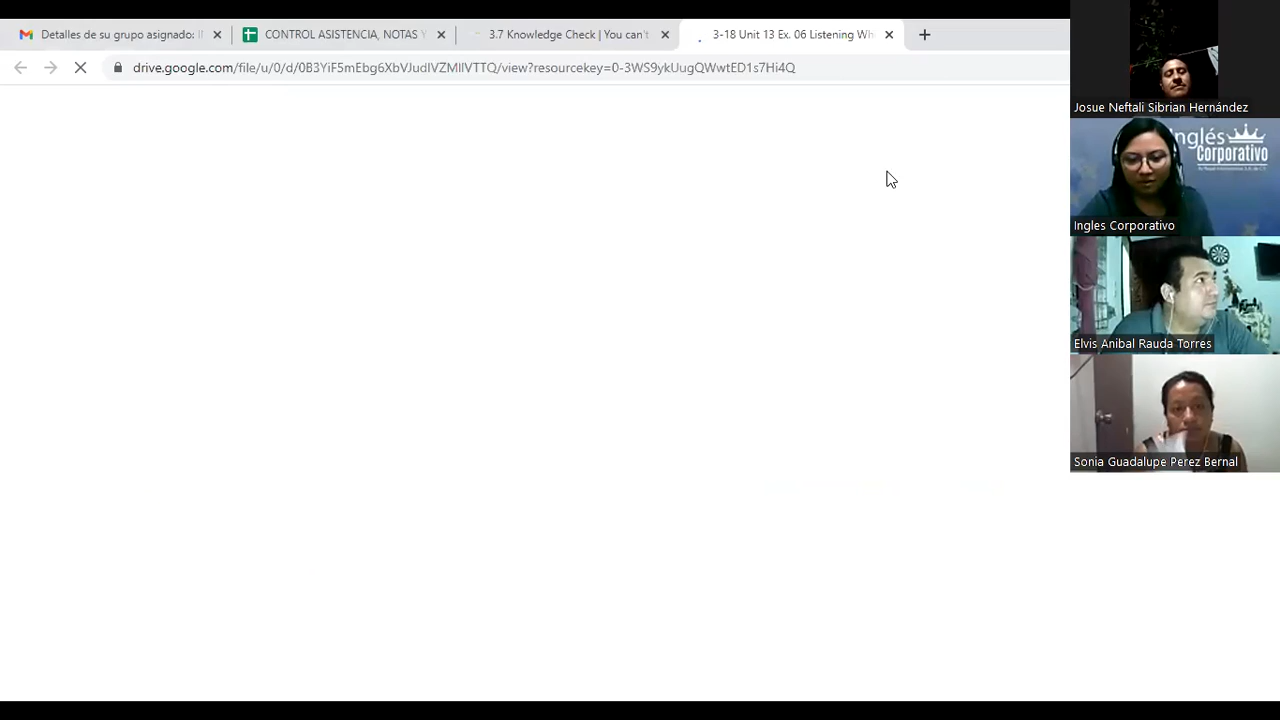 Detalles de su grupo asignado: I
CONTROL ASISTENCIA, NOTAS Y
3.7 Knowledge Check | You can't
3-18 Unit 13 Ex. 06 Listening Wh
drive.google.com/file/u/0/d/0B3YiF5mEbg6XbVJudlVZMlVTTQ/view?resourcekey=0-3WS9ykUugQWwtED1s7Hi4Q
Josue Neftali Sibrian Hernández
Inglés
Corporativo
Ingles Corporativo
Elvis Anibal Rauda Torres
Sonia Guadalupe Perez Bernal